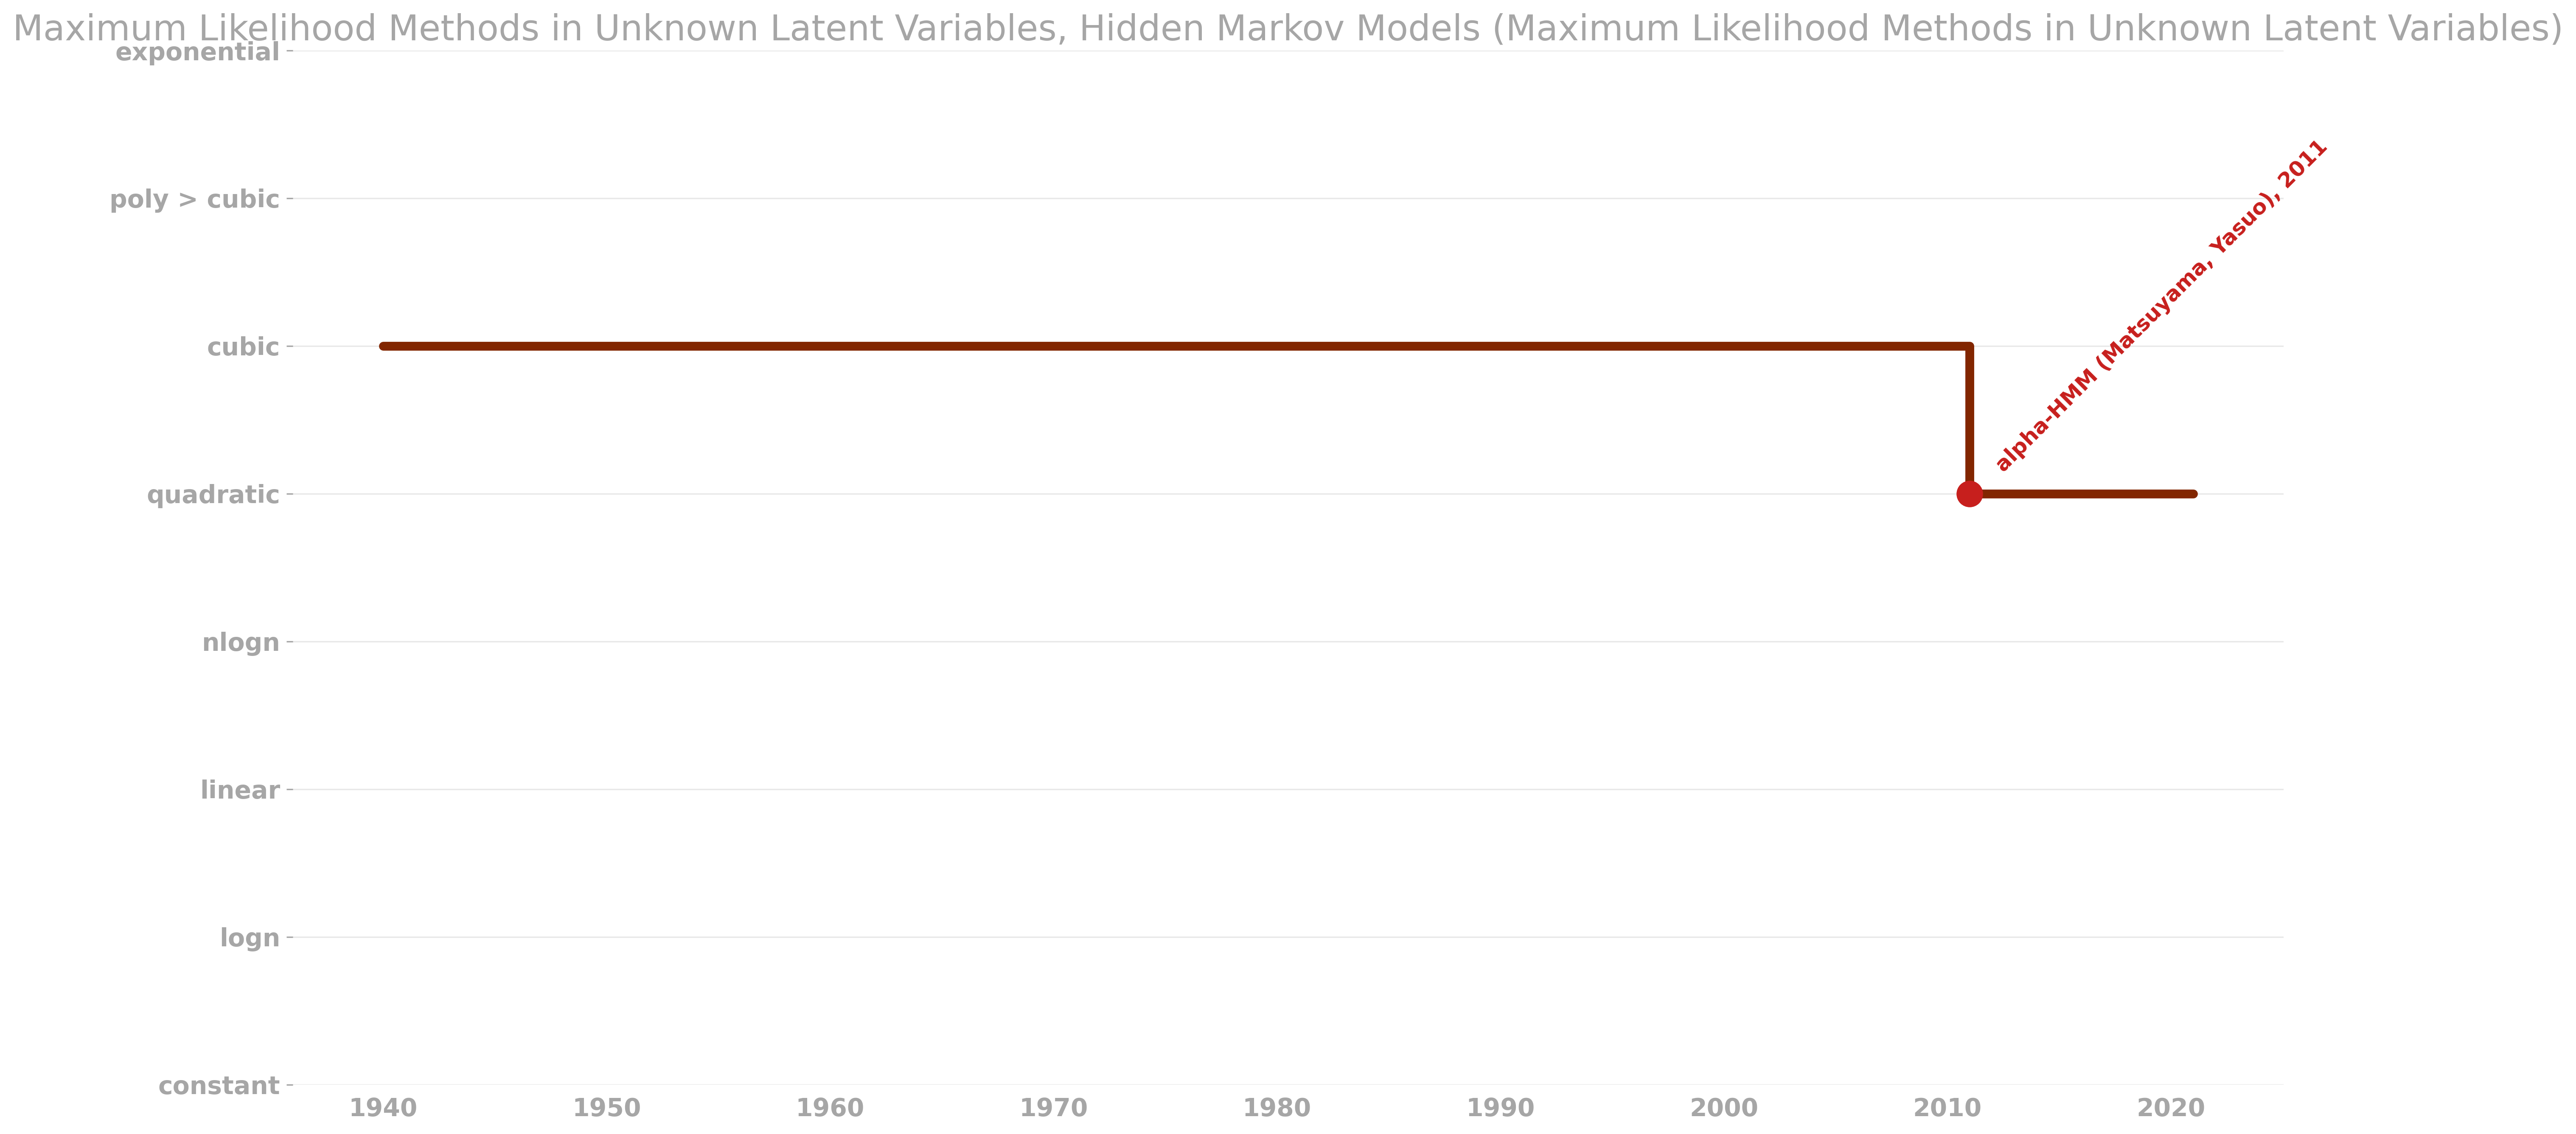 Maximum Likelihood Methods in Unknown Latent Variables, Hidden Markov Models (Maximum Likelihood Methods in Unknown Latent Variables)
exponential
poly > cubic
cubic
quadratic
nlogn
linear
logn
constant
alpha-HMM (Matsuyama, Yasuo), 2011
1940 1950 1960 1970 1980 1990 2000 2010 2020